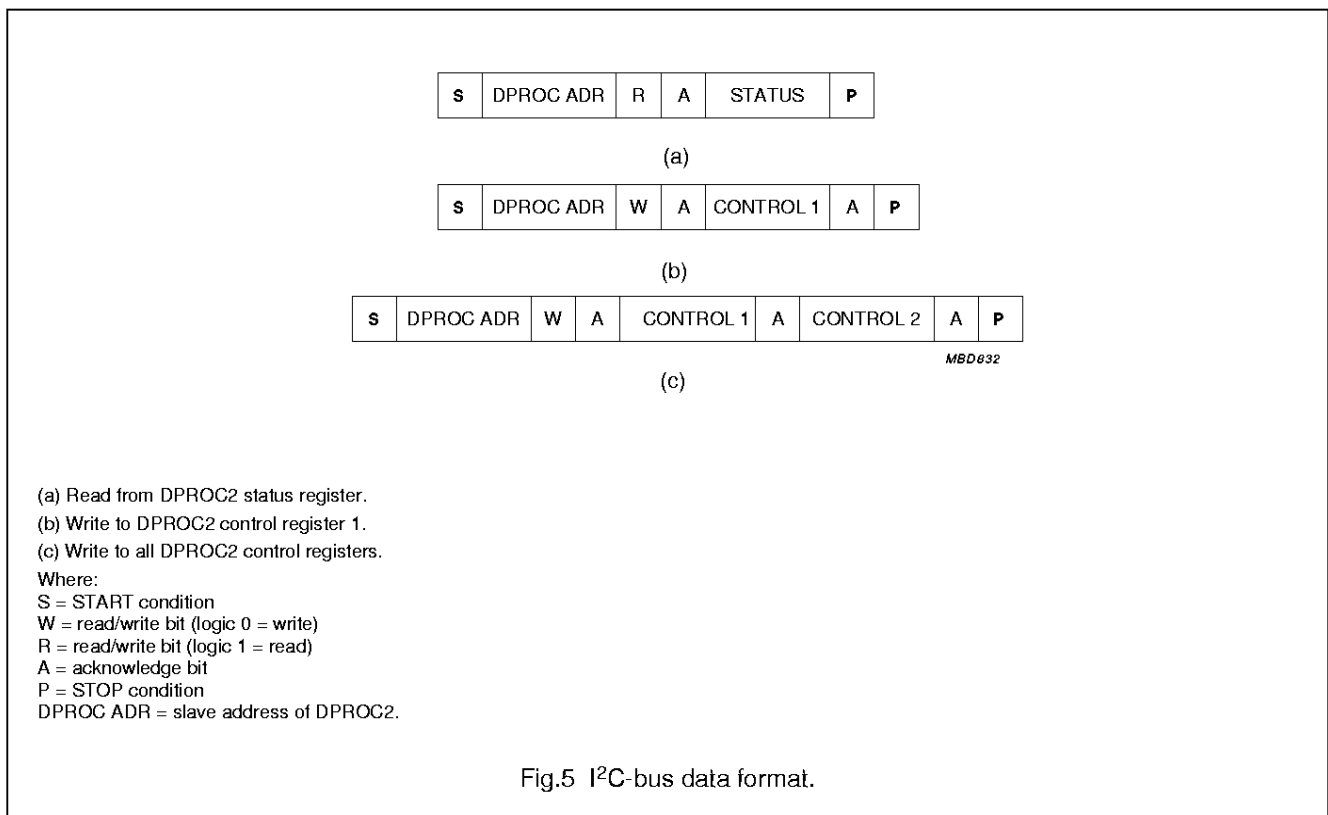 S DPROC ADR R A STATUS P
(a)
S DPROC ADR W A CONTROL 1 A P
(b)
S DPROC ADR W A CONTROL 1 A CONTROL 2 A P
MBD832
(c)
(a) Read from DPROC2 status register.
(b) Write to DPROC2 control register 1.
(c) Write to all DPROC2 control registers.
Where:
S = START condition
W = read/write bit (logic 0 = write)
R = read/write bit (logic 1 = read)
A = acknowledge bit
P = STOP condition
DPROC ADR = slave address of DPROC2.
Fig.5 I²C-bus data format.